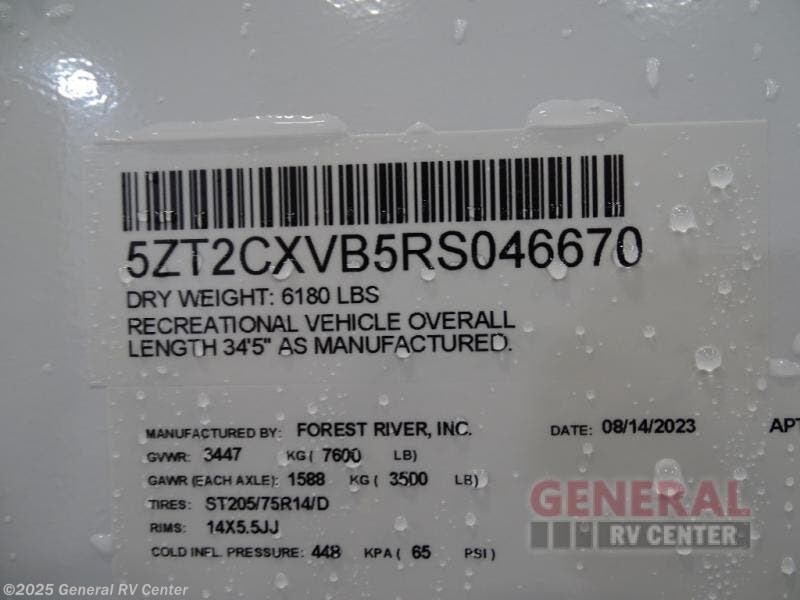 5ZT2CXVB5RS046670
DRY WEIGHT: 6180 LBS
RECREATIONAL VEHICLE OVERALL
LENGTH 34'5" AS MANUFACTURED.
MANUFACTURED BY: FOREST RIVER, INC. DATE: 08/14/2023 APT
GVWR: 3447 KG ( 7600 LB)
GAWR (EACH AXLE): 1588 KG ( 3500 LB)
TIRES: ST205/75R14/D
RIMS: 14X5.5JJ
COLD INFL. PRESSURE: 448 KPA ( 65 PSI )
GENERAL
RV CENTER
©2025 General RV Center